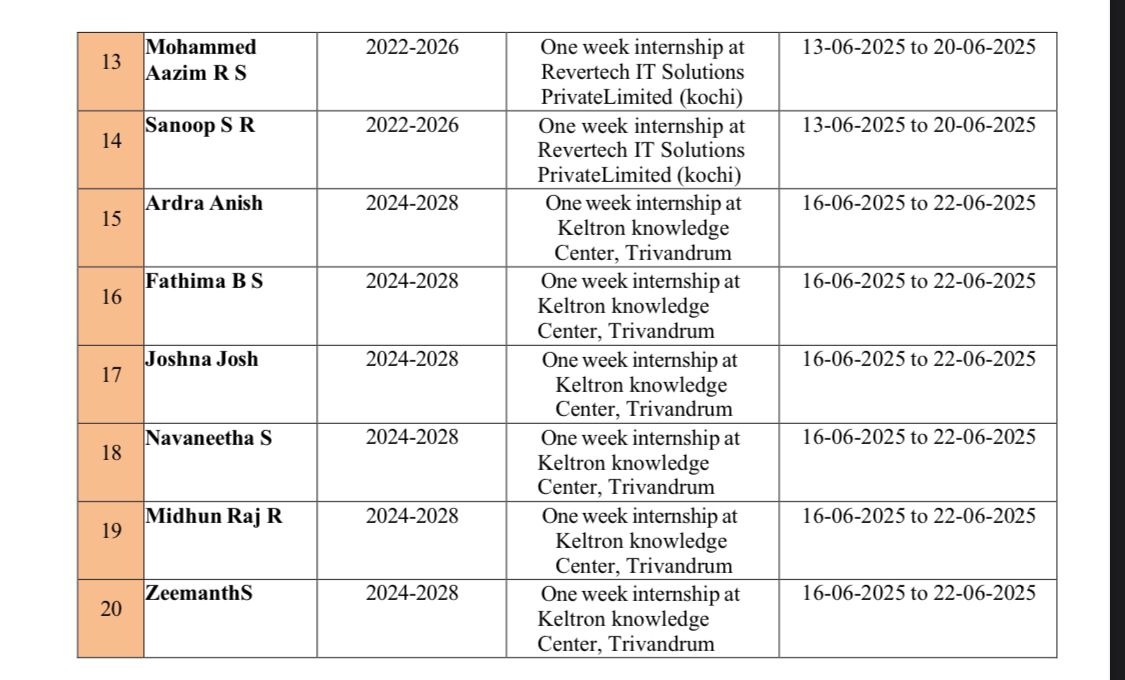 13 Mohammed Aazim R S 2022-2026 One week internship at Revertech IT Solutions PrivateLimited (kochi) 13-06-2025 to 20-06-2025
14 Sanoop S R 2022-2026 One week internship at Revertech IT Solutions PrivateLimited (kochi) 13-06-2025 to 20-06-2025
15 Ardra Anish 2024-2028 One week internship at Keltron knowledge Center, Trivandrum 16-06-2025 to 22-06-2025
16 Fathima B S 2024-2028 One week internship at Keltron knowledge Center, Trivandrum 16-06-2025 to 22-06-2025
17 Joshna Josh 2024-2028 One week internship at Keltron knowledge Center, Trivandrum 16-06-2025 to 22-06-2025
18 Navaneetha S 2024-2028 One week internship at Keltron knowledge Center, Trivandrum 16-06-2025 to 22-06-2025
19 Midhun Raj R 2024-2028 One week internship at Keltron knowledge Center, Trivandrum 16-06-2025 to 22-06-2025
20 ZeemanthS 2024-2028 One week internship at Keltron knowledge Center, Trivandrum 16-06-2025 to 22-06-2025